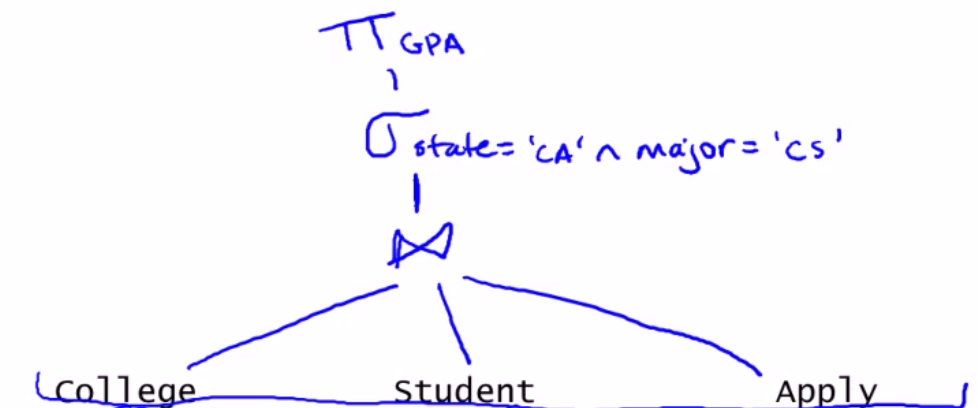 π GPA
σ state = 'CA' ∧ major = 'CS'
⋈
College Student Apply